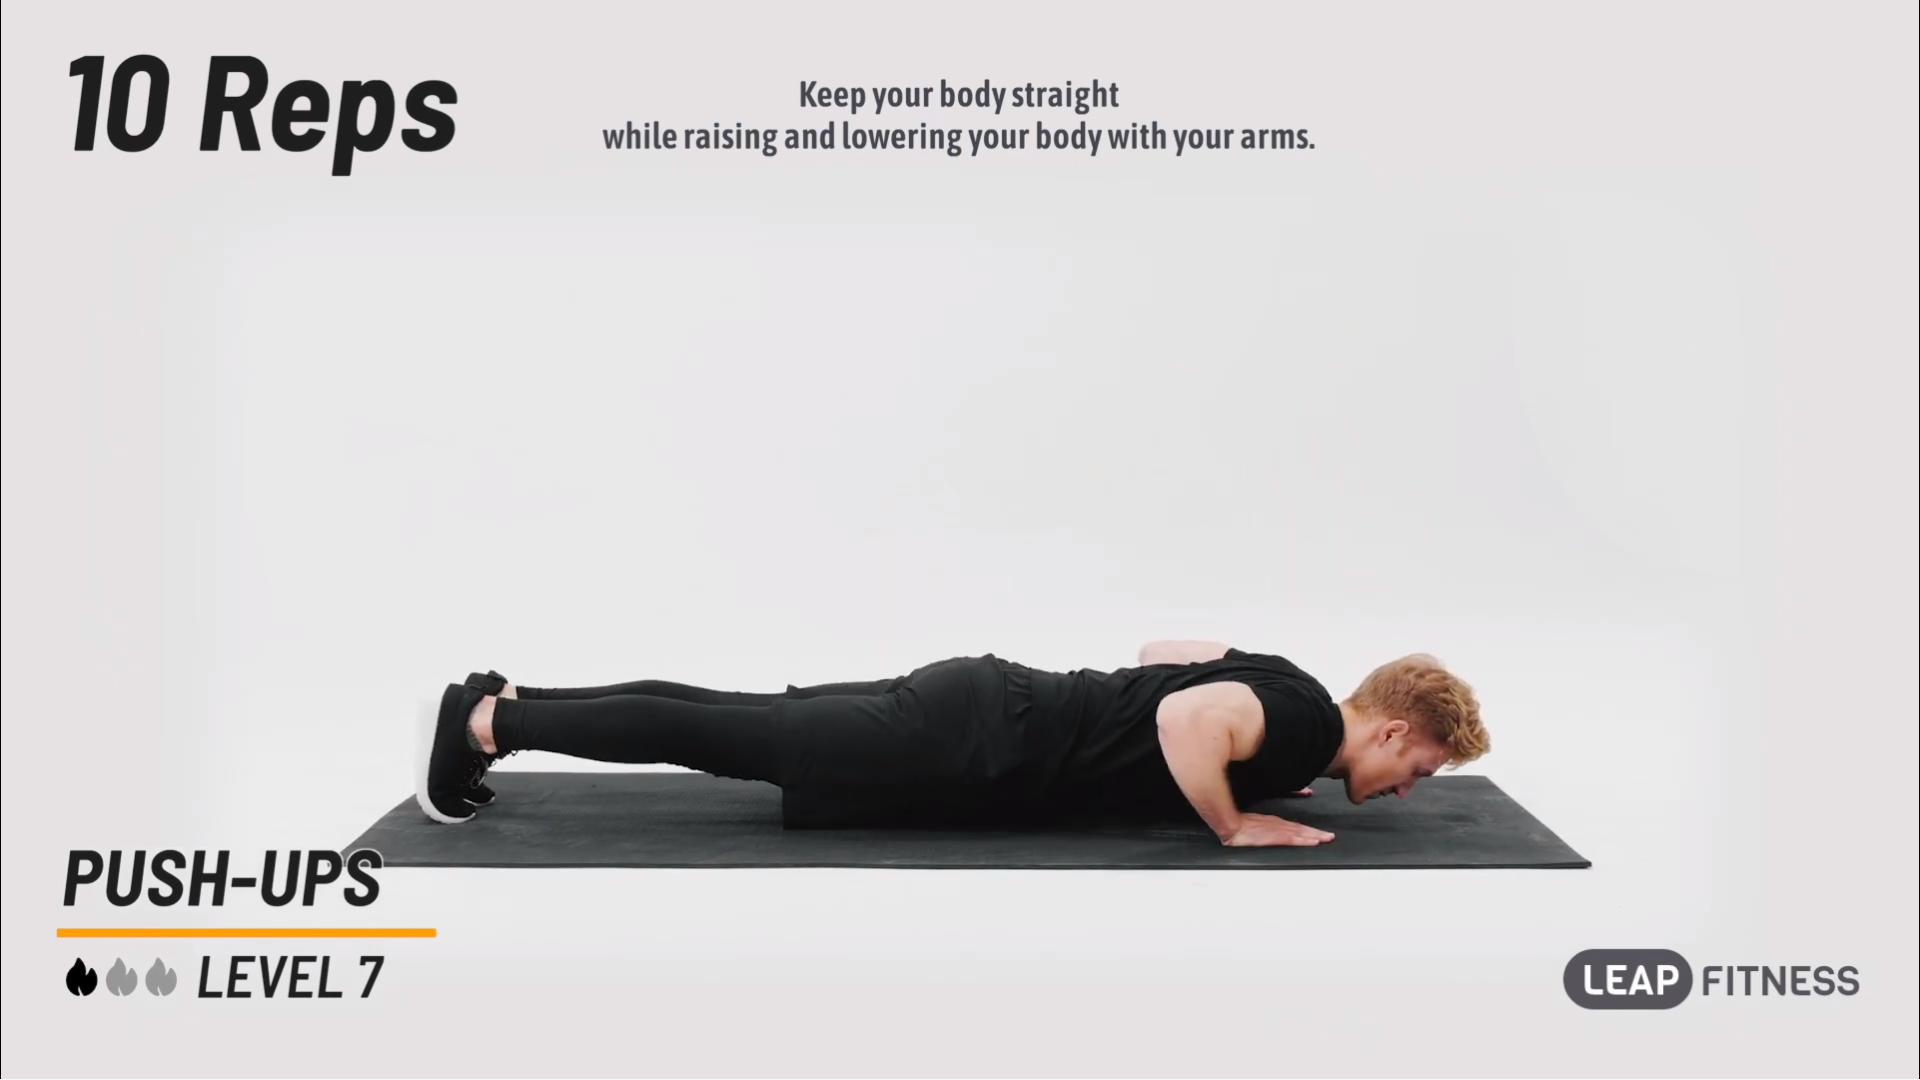 10 Reps
Keep your body straight
while raising and lowering your body with your arms.
PUSH-UPS
LEVEL 7
LEAP FITNESS